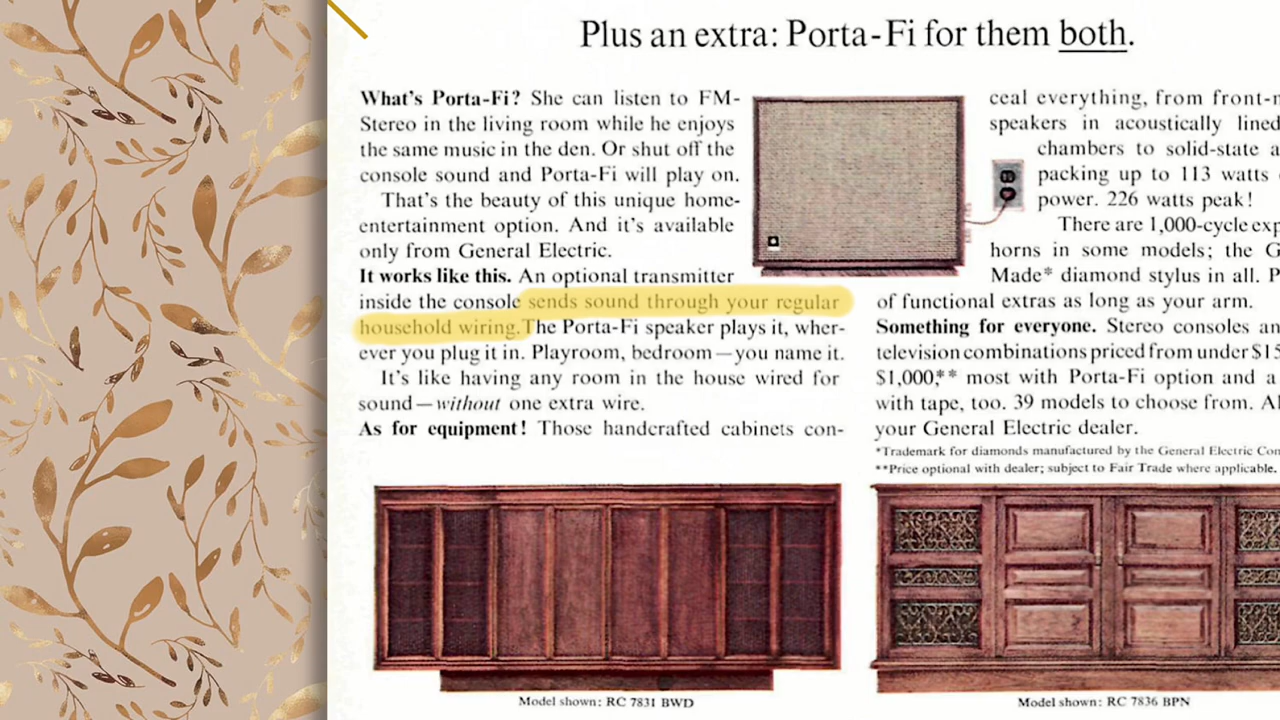 Plus an extra: Porta-Fi for them both.
What's Porta-Fi? She can listen to FM-
Stereo in the living room while he enjoys
the same music in the den. Or shut off the
console sound and Porta-Fi will play on.
That's the beauty of this unique home-
entertainment option. And it's available
only from General Electric.
It works like this. An optional transmitter
inside the console sends sound through your regular
household wiring. The Porta-Fi speaker plays it, wher-
ever you plug it in. Playroom, bedroom—you name it.
It's like having any room in the house wired for
sound—without one extra wire.
As for equipment! Those handcrafted cabinets con-
ceal everything, from front-
speakers in acoustically lined
chambers to solid-state
packing up to 113 watts
power. 226 watts peak!
There are 1,000-cycle exp
horns in some models; the G
Made* diamond stylus in all. P
of functional extras as long as your arm.
Something for everyone. Stereo consoles an
television combinations priced from under $15
$1,000,** most with Porta-Fi option and a
with tape, too. 39 models to choose from. Al
your General Electric dealer.
*Trademark for diamonds manufactured by the General Electric Con
**Price optional with dealer; subject to Fair Trade where applicable.
Model shown: RC 7831 BWD
Model shown: RC 7836 BPN